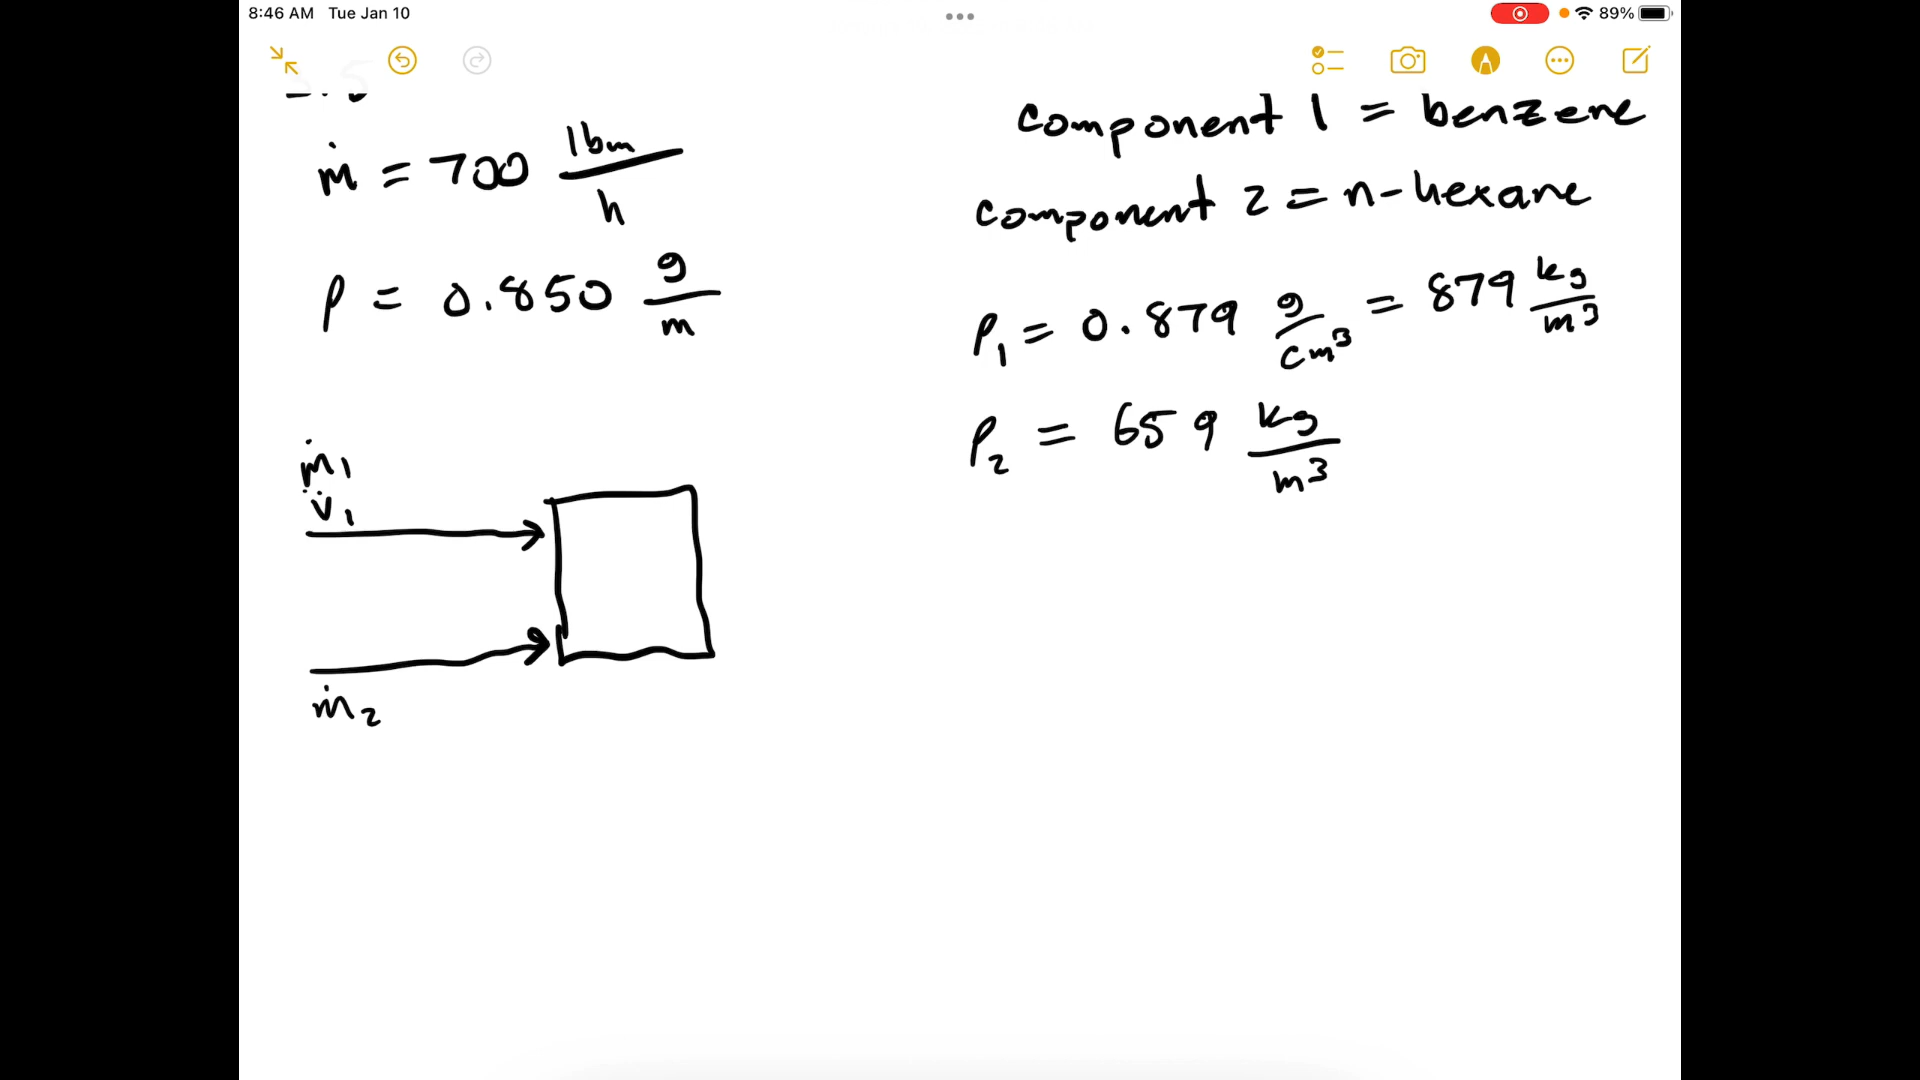 8:46 AM Tue Jan 10
89%
ṁ = 700 lbm/h
ρ = 0.850 g/m
component 1 = benzene
component 2 = n-hexane
ρ₁ = 0.879 g/cm³ = 879 kg/m³
ρ₂ = 659 kg/m³
ṁ₁
V̇₁
ṁ₂